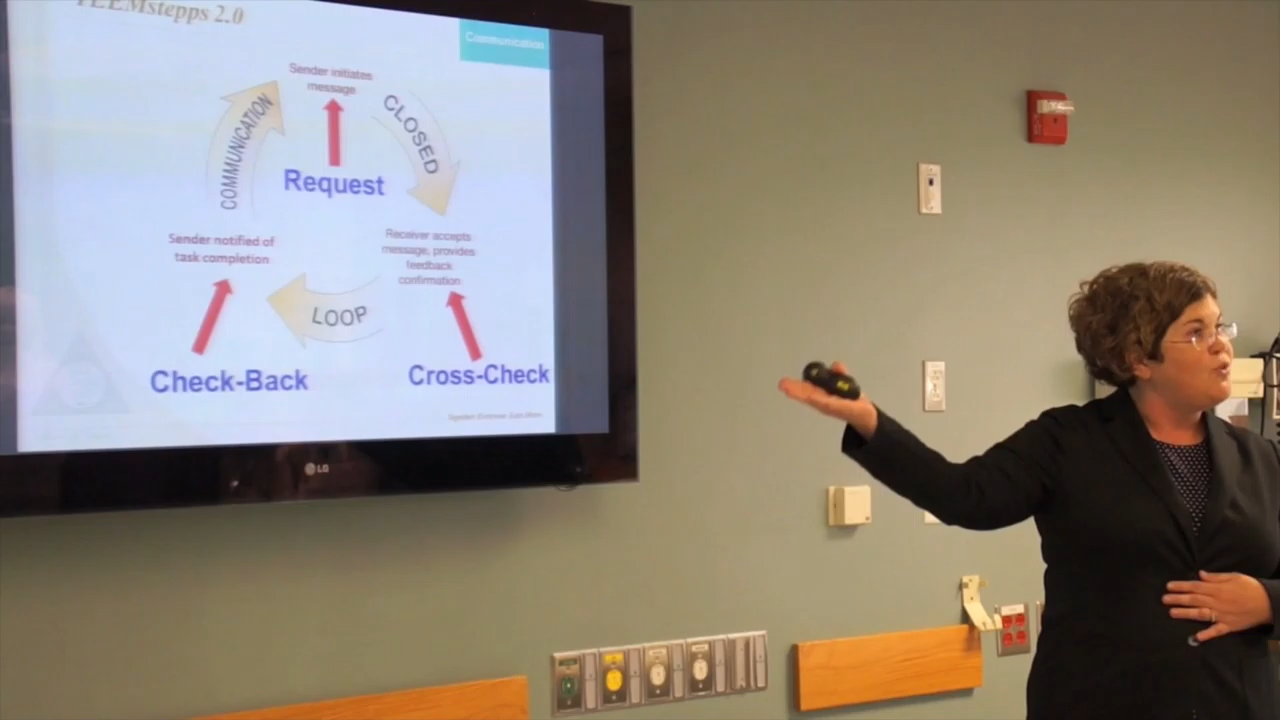 TEEMstepps 2.0
Communication
Sender initiates
message
CLOSED
COMMUNICATION
Request
Sender notified of
task completion
Receiver accepts
message, provides
feedback
confirmation
LOOP
Check-Back
Cross-Check
LG